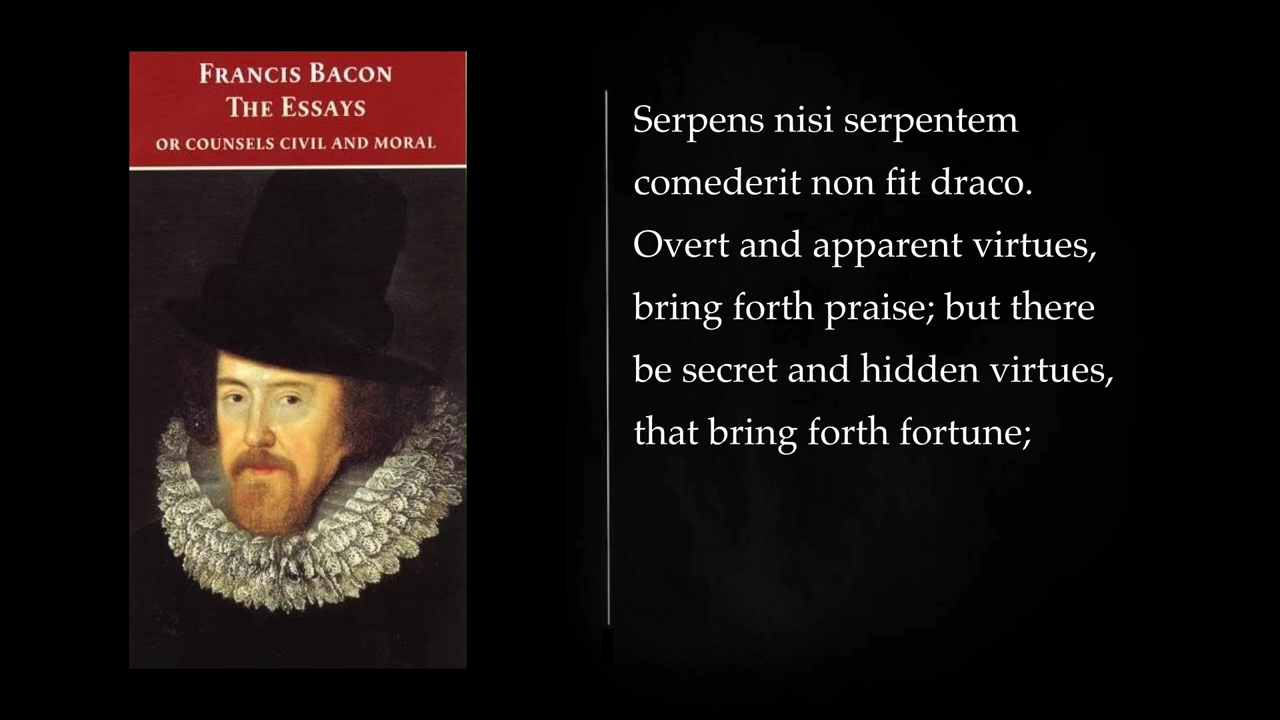 FRANCIS BACON
THE ESSAYS
OR COUNSELS CIVIL AND MORAL
Serpens nisi serpentem
comederit non fit draco.
Overt and apparent virtues,
bring forth praise; but there
be secret and hidden virtues,
that bring forth fortune;